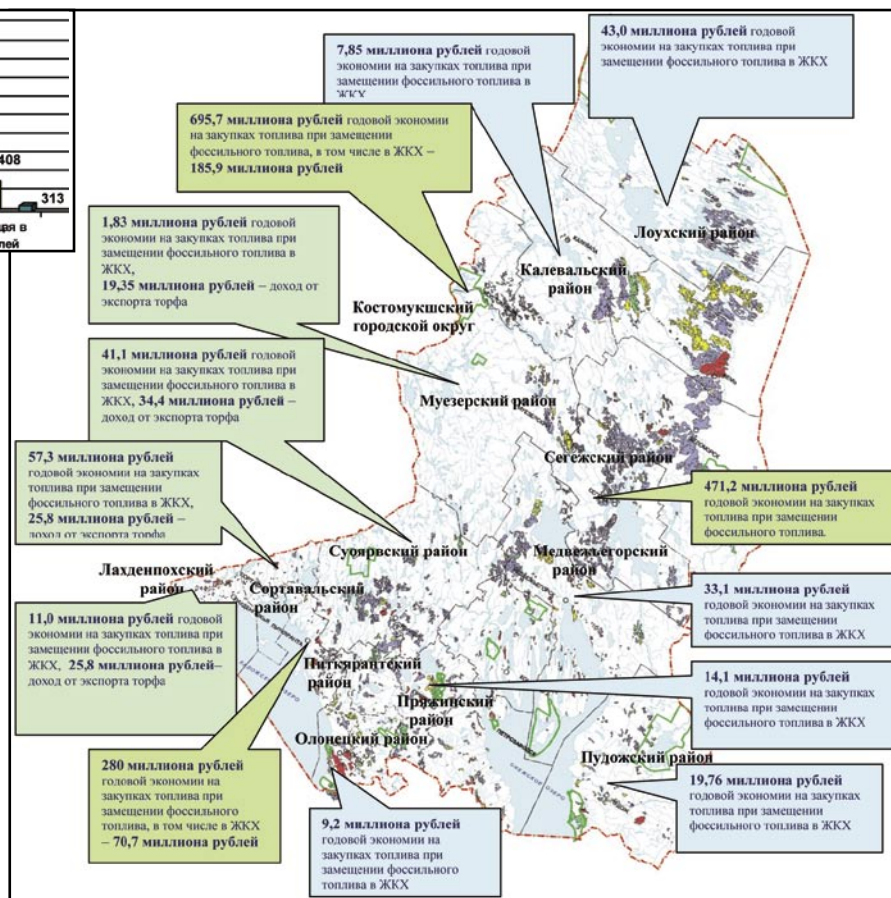 408
313
43,0 миллиона рублей годовой
экономии на закупках топлива при
замещении фоссильного топлива в ЖКХ
7,85 миллиона рублей годовой
экономии на закупках топлива при
замещении фоссильного топлива в
ЖКХ
695,7 миллиона рублей годовой экономии
на закупках топлива при замещении
фоссильного топлива, в том числе в ЖКХ –
185,9 миллиона рублей
1,83 миллиона рублей годовой
экономии на закупках топлива при
замещении фоссильного топлива в
ЖКХ,
19,35 миллиона рублей – доход от
экспорта торфа
41,1 миллиона рублей годовой
экономии на закупках топлива при
замещении фоссильного топлива в
ЖКХ, 34,4 миллиона рублей –
доход от экспорта торфа
57,3 миллиона рублей
годовой экономии на закупках
топлива при замещении
фоссильного топлива в ЖКХ,
25,8 миллиона рублей –
доход от экспорта торфа
Лоухский район
Калевальский
район
Костомукшский
городской округ
Муезерский район
Сегежский район
471,2 миллиона рублей
годовой экономии на закупках
топлива при замещении
фоссильного топлива.
Суоярвский район
Медвежьегорский
район
Лахденпохский
район
Сортавальский
район
33,1 миллиона рублей
годовой экономии на закупках
топлива при замещении
фоссильного топлива в ЖКХ
11,0 миллиона рублей годовой
экономии на закупках топлива при
замещении фоссильного топлива в
ЖКХ, 25,8 миллиона рублей–
доход от экспорта торфа
Питкярантский
район
Пряжинский
район
14,1 миллиона рублей
годовой экономии на закупках
топлива при замещении
фоссильного топлива в ЖКХ
Олонецкий район
Пудожский район
280 миллиона рублей
годовой экономии на
закупках топлива при
замещении фоссильного
топлива, в том числе в ЖКХ
– 70,7 миллиона рублей
9,2 миллиона рублей
годовой экономии на
закупках топлива при
замещении фоссильного
топлива в ЖКХ
19,76 миллиона рублей
годовой экономии на закупках
топлива при замещении
фоссильного топлива в ЖКХ